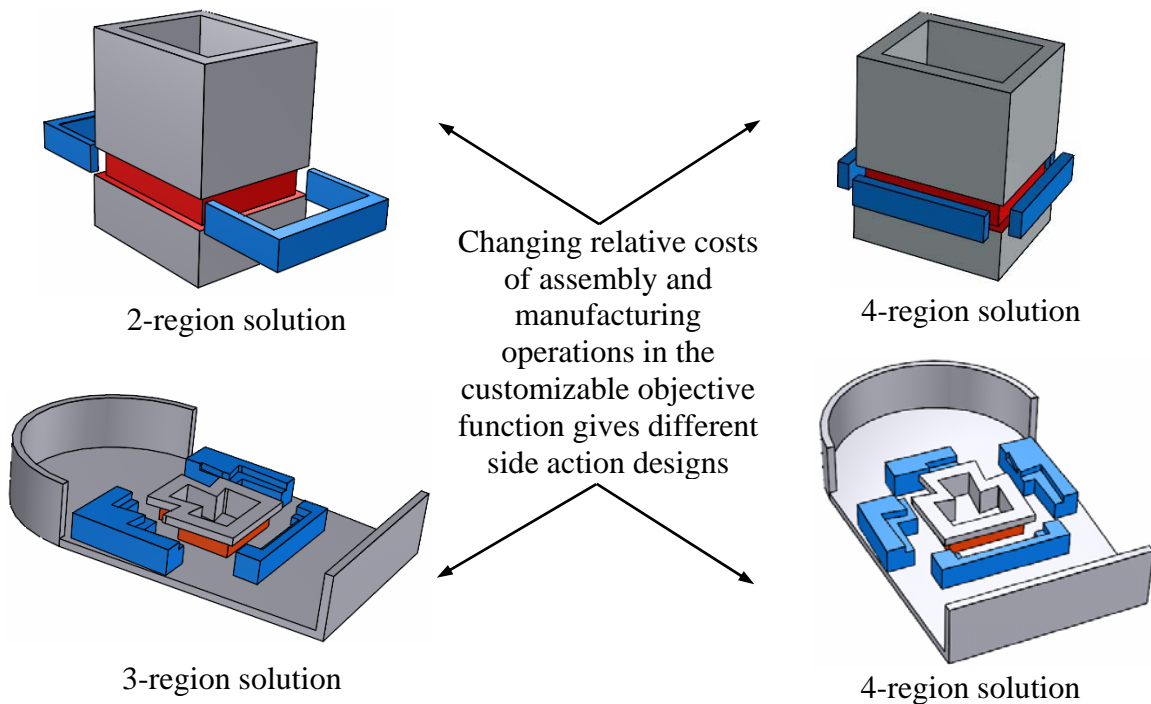 2-region solution
4-region solution
Changing relative costs
of assembly and
manufacturing
operations in the
customizable objective
function gives different
side action designs
3-region solution
4-region solution